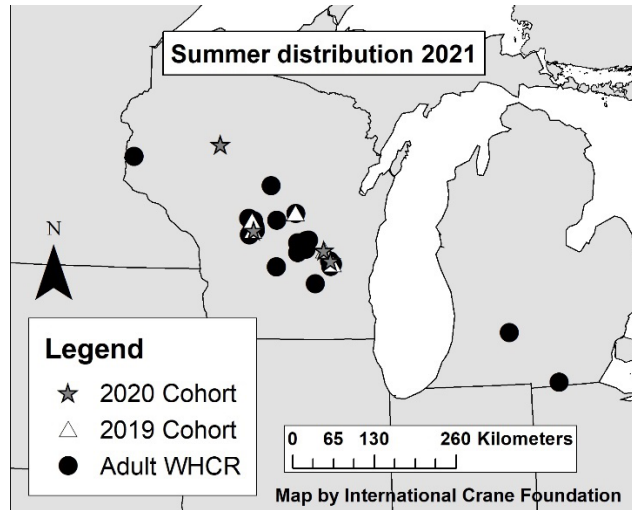 Summer distribution 2021
N
Legend
2020 Cohort
2019 Cohort
Adult WHCR
0 65 130 260 Kilometers
Map by International Crane Foundation